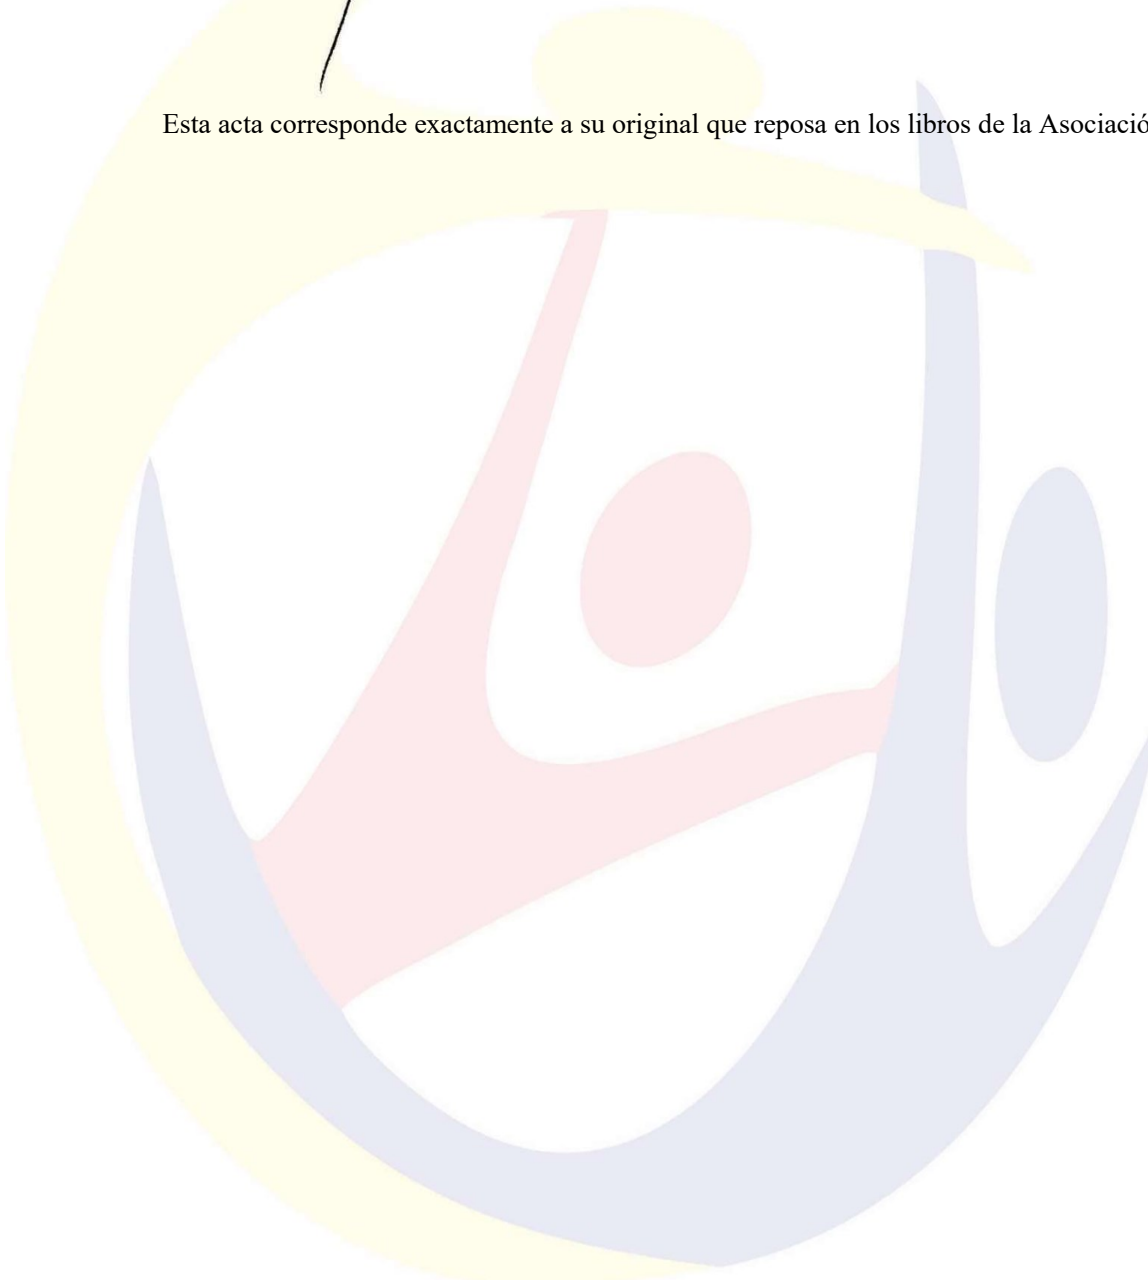 Esta acta corresponde exactamente a su original que reposa en los libros de la Asociació